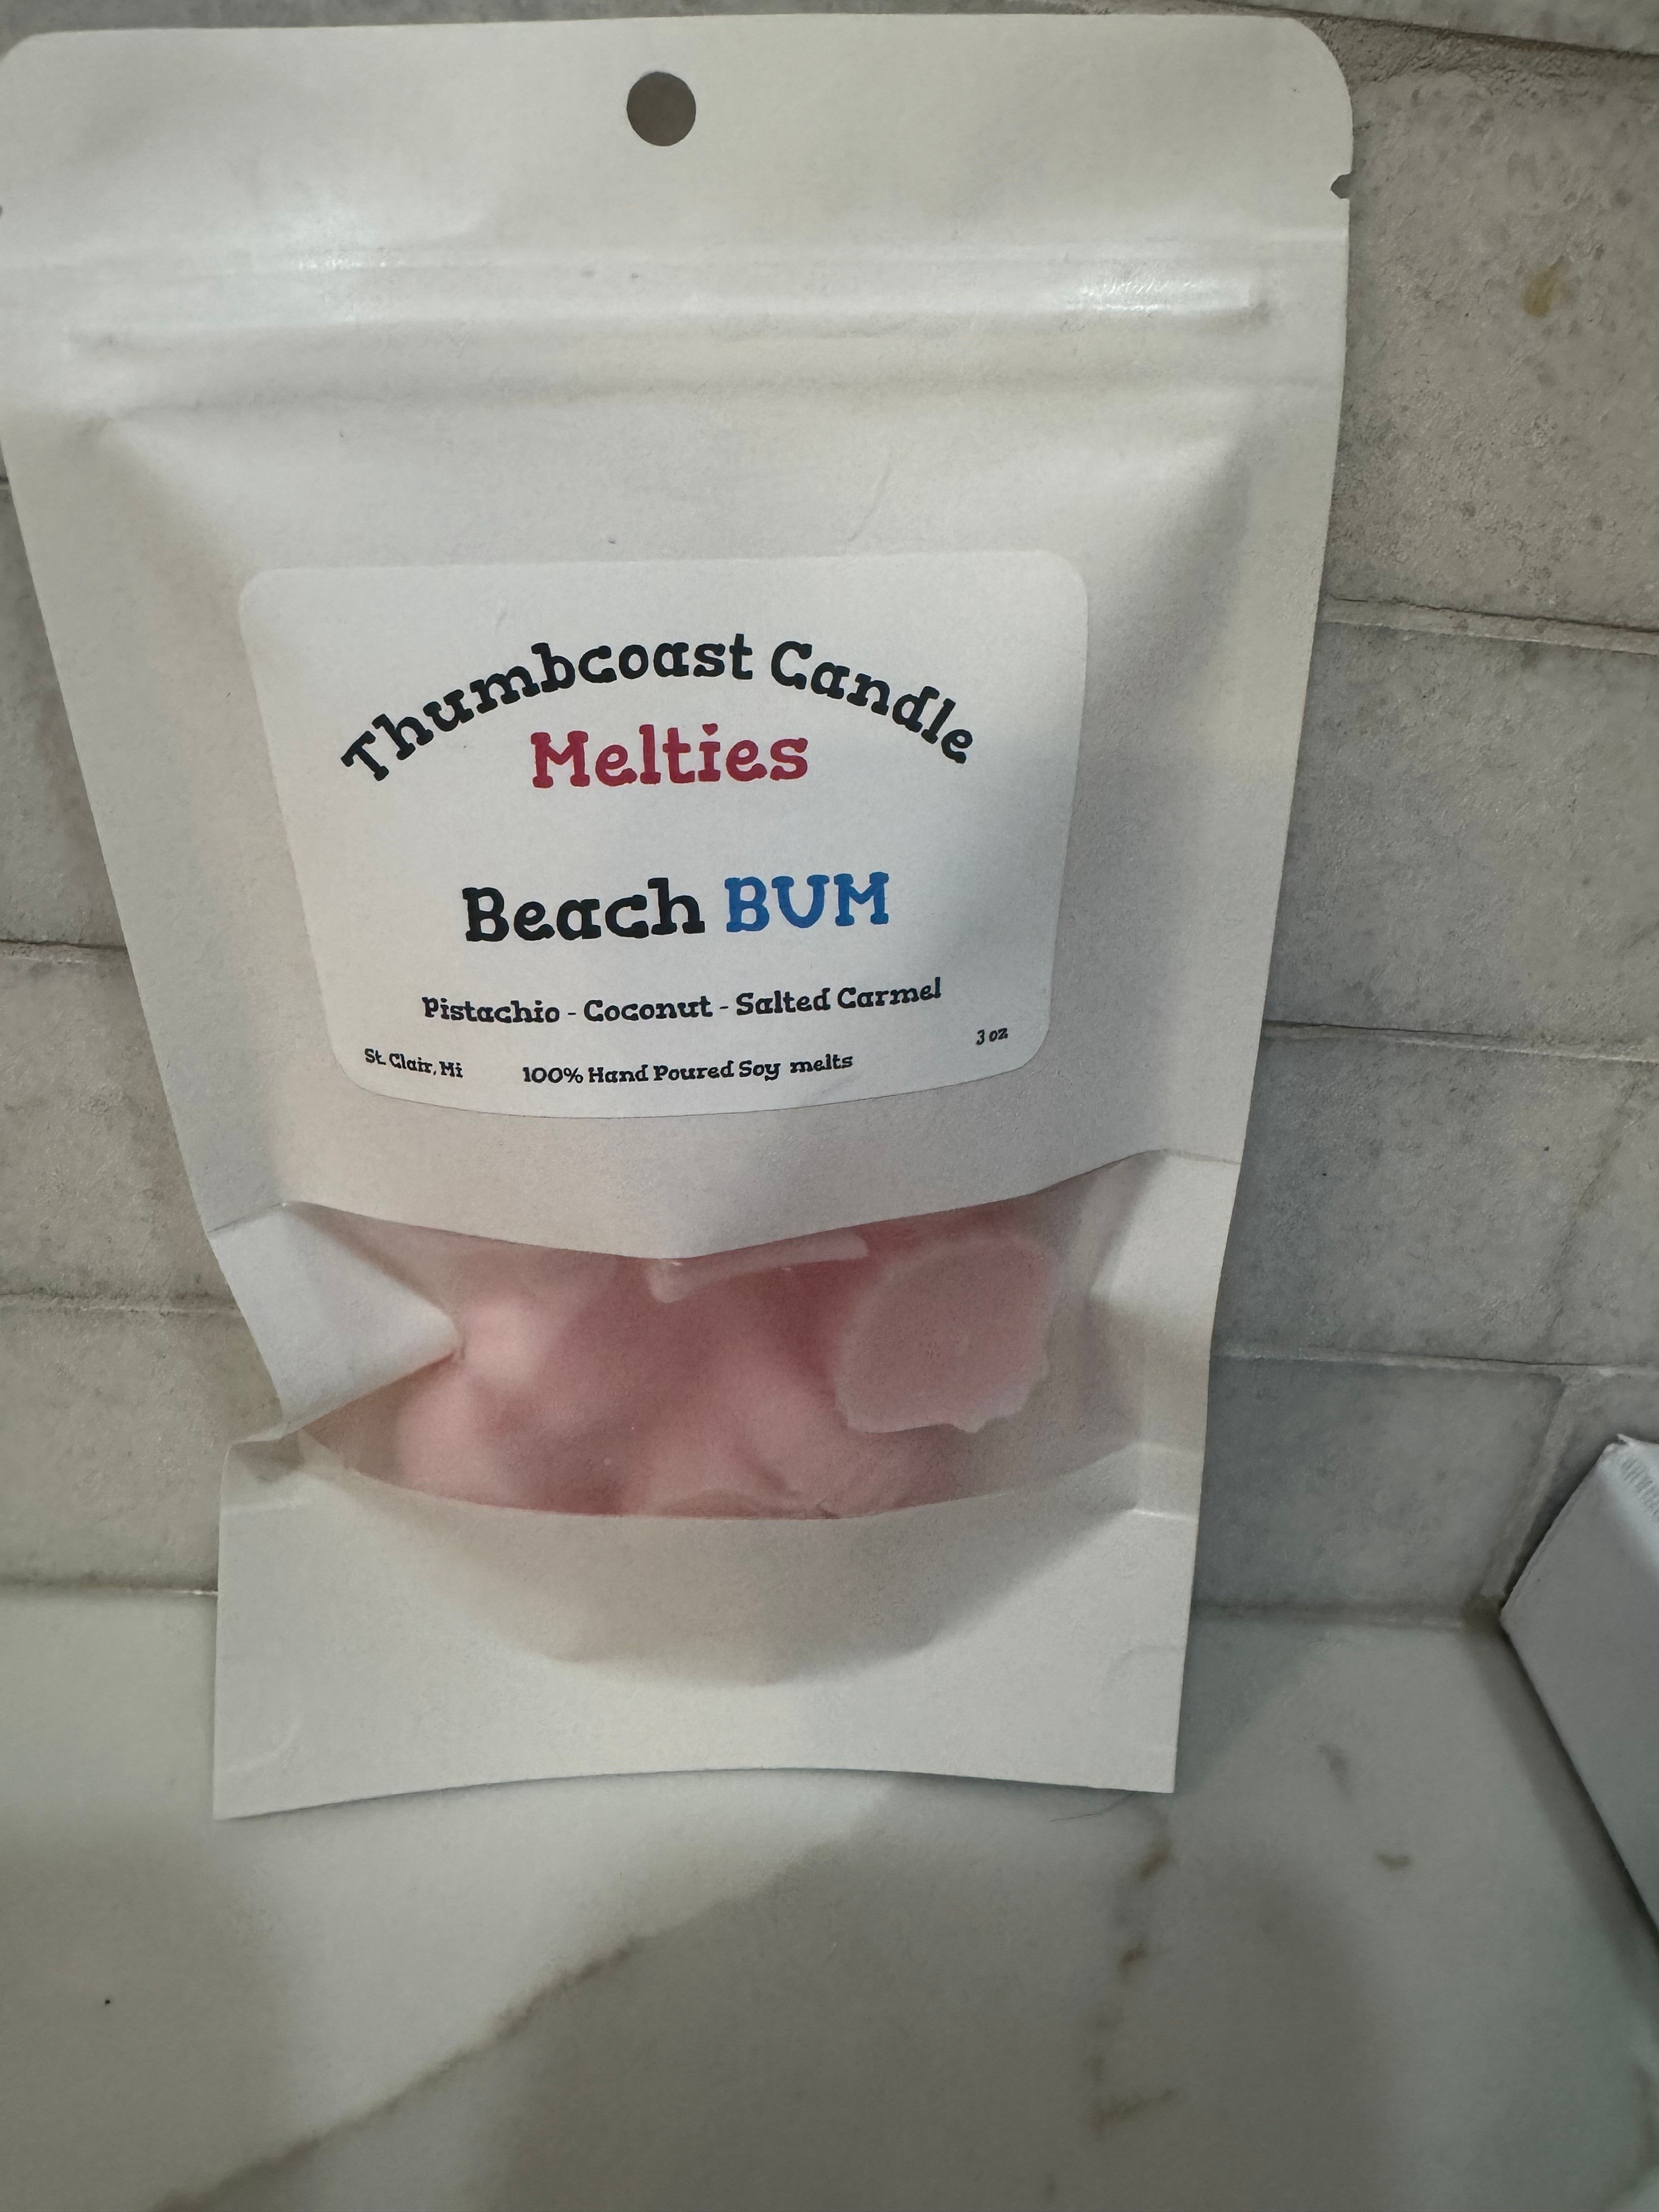 Thumbcoast Candle
Melties
Beach BUM
Pistachio - Coconut - Salted Carmel
3 oz
St. Clair, Mi
100% Hand Poured Soy melts